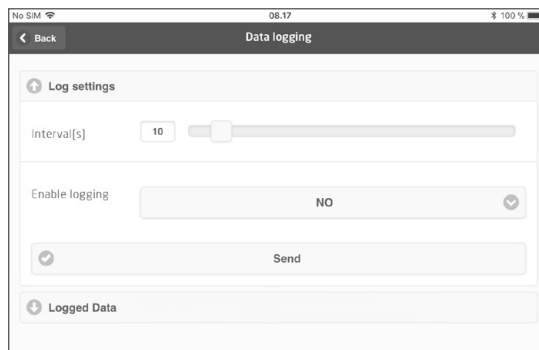 No SIM 08.17 100 %
Back Data logging
Log settings
Interval[s] 10
Enable logging NO
Send
Logged Data